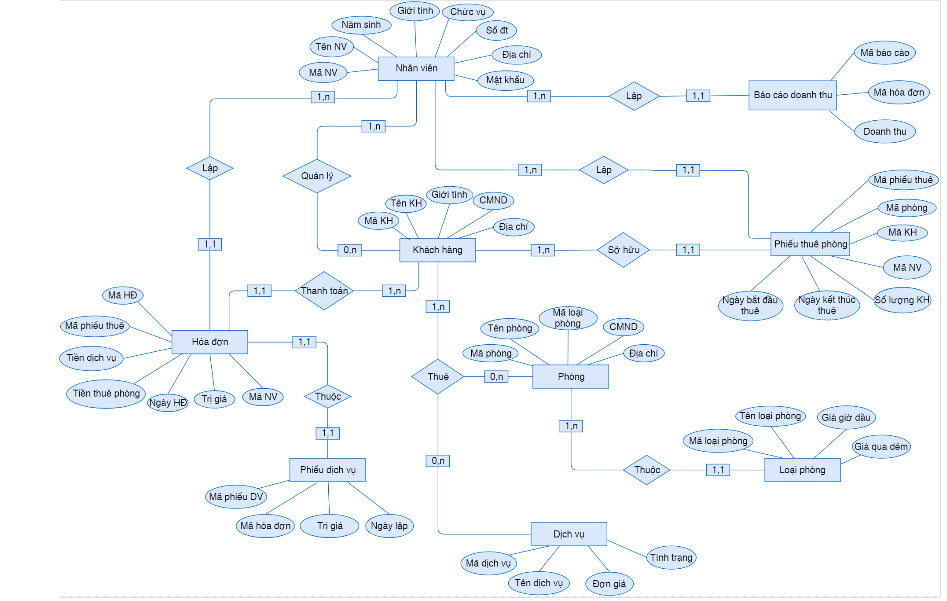 Giới tính
Chức vụ
Năm sinh
Số đt
Tên NV
Địa chỉ
Mã NV
Nhân viên
Mật khẩu
Mã báo cáo
1,n
1,n
Lập
1,1
Báo cáo doanh thu
Mã hóa đơn
Doanh thu
1,n
Lập
Quản lý
1,n
Lập
1,1
Mã phiếu thuê
Mã phòng
Mã KH
Mã NV
Số lượng KH
Phiếu thuê phòng
Ngày bắt đầu
thuê
Ngày kết thúc
thuê
Tên KH
Giới tính
CMND
Mã KH
Địa chỉ
1,1
0,n
Khách hàng
1,n
Sở hữu
1,1
1,1
Thanh toán
1,n
1,n
Mã HĐ
Mã phiếu thuê
Tiền dịch vụ
Tiền thuê phòng
Ngày HĐ
Trị giá
Mã NV
Hóa đơn
1,1
Thuộc
1,1
Tên phòng
Mã loại
phòng
CMND
Mã phòng
Địa chỉ
Thuê
0,n
Phòng
1,n
Tên loại phòng
Giá giờ đầu
Mã loại phòng
Giá qua đêm
Thuộc
1,1
Loại phòng
0,n
Phiếu dịch vụ
Mã phiếu DV
Mã hóa đơn
Trị giá
Ngày lập
Dịch vụ
Mã dịch vụ
Tên dịch vụ
Đơn giá
Tình trạng